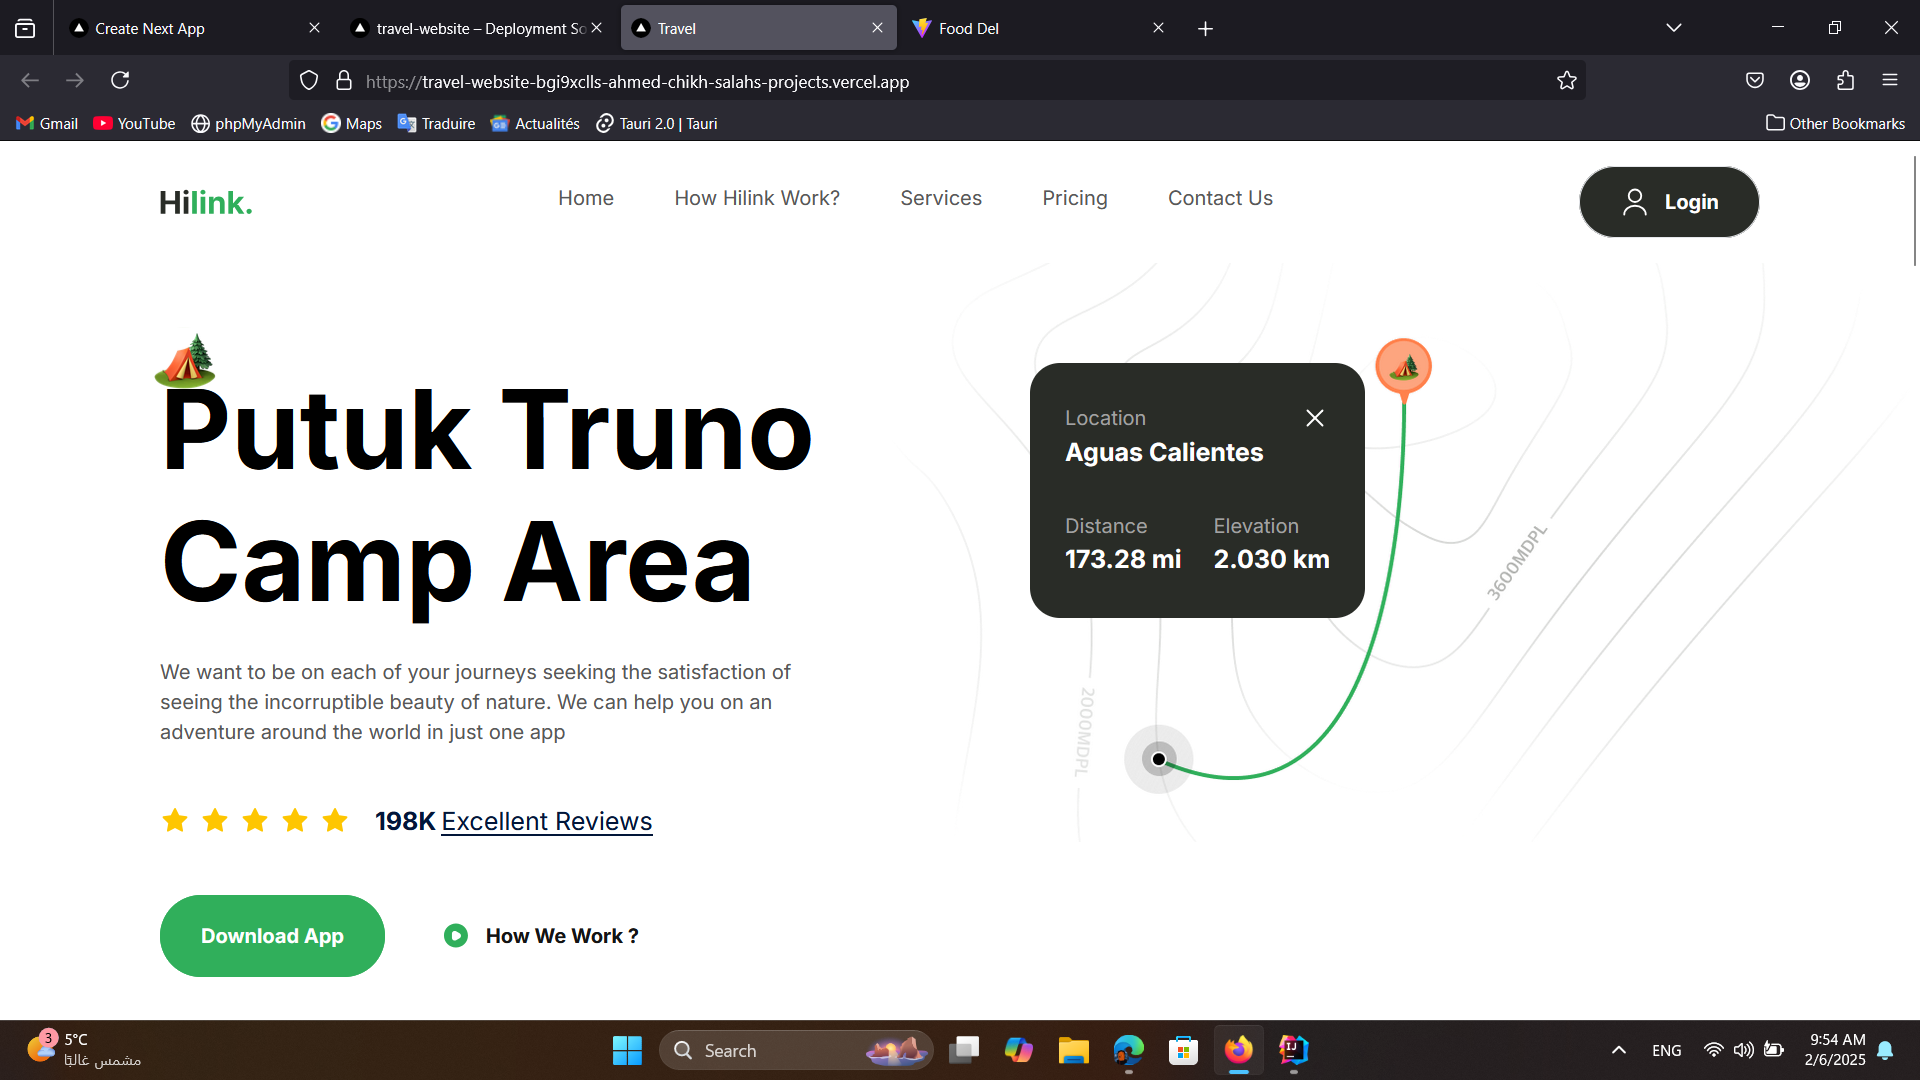 Create Next App
travel-website – Deployment So
Travel
Food Del
https://travel-website-bgi9xclls-ahmed-chikh-salahs-projects.vercel.app
Gmail
YouTube
phpMyAdmin
Maps
Traduire
Actualités
Tauri 2.0 | Tauri
Other Bookmarks
Hilink.
Home
How Hilink Work?
Services
Pricing
Contact Us
Login
Putuk Truno
Camp Area
We want to be on each of your journeys seeking the satisfaction of
seeing the incorruptible beauty of nature. We can help you on an
adventure around the world in just one app
198K Excellent Reviews
Download App
How We Work ?
Location
Aguas Calientes
Distance
Elevation
173.28 mi
2.030 km
3600MDPL
2000MDPL
3
5°C
مشمس غالبًا
Search
ENG
9:54 AM
2/6/2025